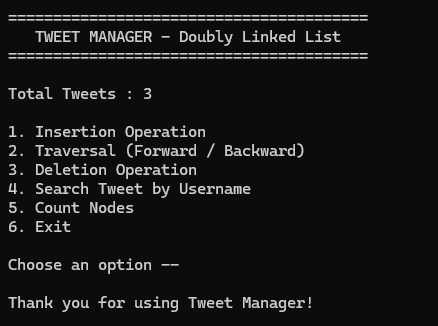 ========================================
TWEET MANAGER - Doubly Linked List
========================================
Total Tweets : 3
1. Insertion Operation
2. Traversal (Forward / Backward)
3. Deletion Operation
4. Search Tweet by Username
5. Count Nodes
6. Exit
Choose an option --
Thank you for using Tweet Manager!